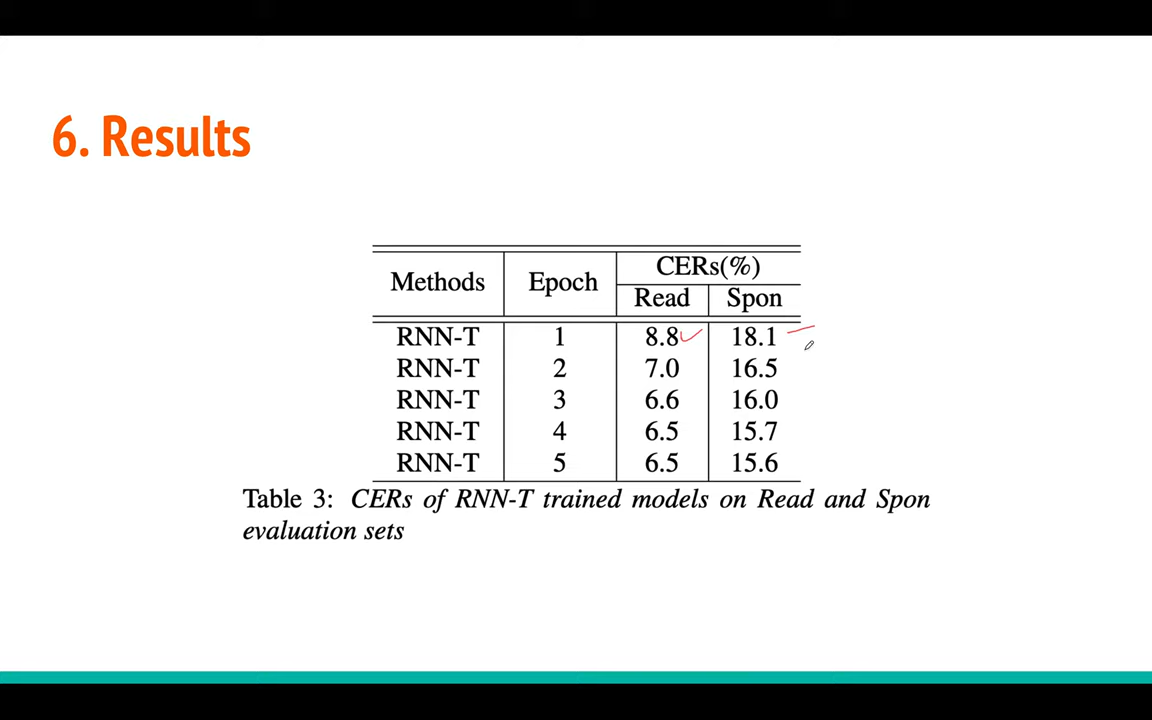 6. Results
Methods Epoch CERs(%)
Read Spon
RNN-T 1 8.8 18.1
RNN-T 2 7.0 16.5
RNN-T 3 6.6 16.0
RNN-T 4 6.5 15.7
RNN-T 5 6.5 15.6
Table 3: CERs of RNN-T trained models on Read and Spon
evaluation sets